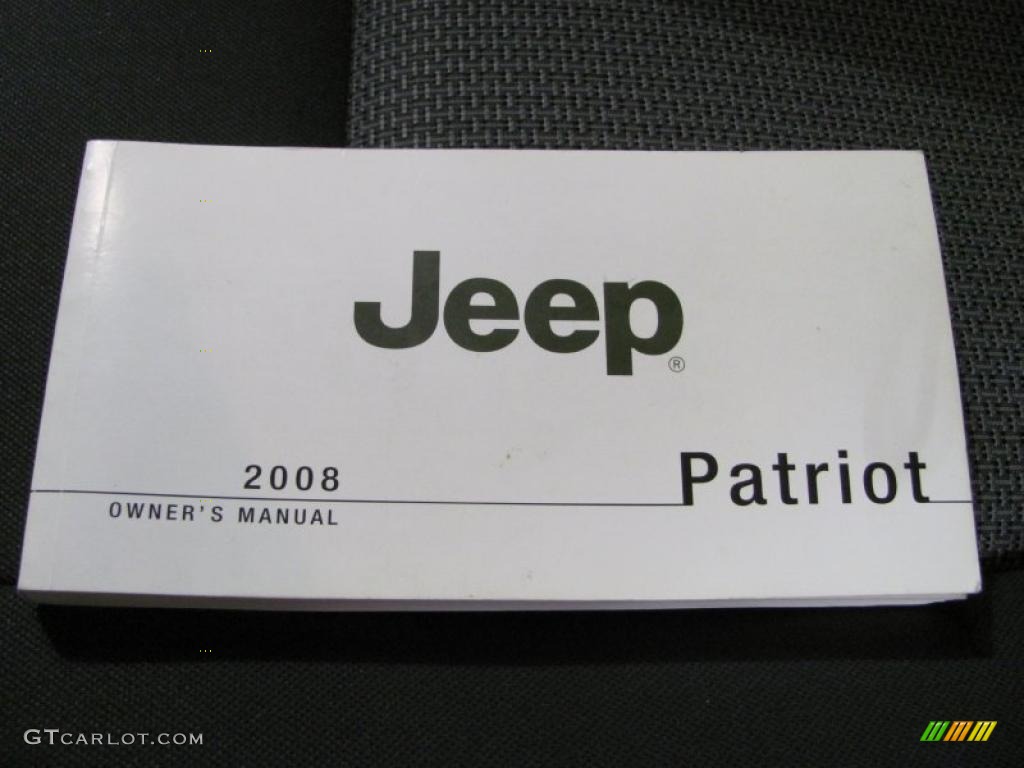 Jeep®
2008
Patriot
OWNER'S MANUAL
GTCARLOT.COM